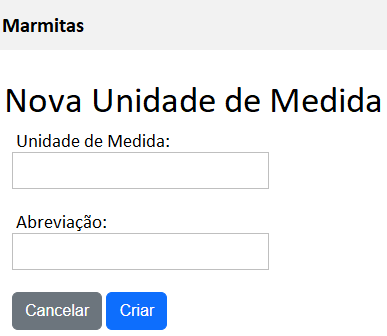 Marmitas
Nova Unidade de Medida
Unidade de Medida:
Abreviação:
Cancelar Criar